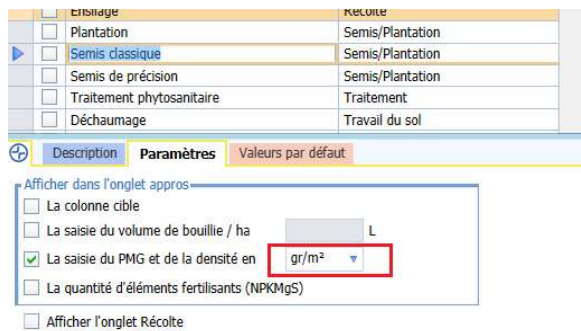 Ensilage Récolte
Plantation Semis/Plantation
Semis classique Semis/Plantation
Semis de précision Semis/Plantation
Traitement phytosanitaire Traitement
Déchaumage Travail du sol
Description Paramètres Valeurs par défaut
Afficher dans l'onglet appros
La colonne cible
La saisie du volume de bouillie / ha L
La saisie du PMG et de la densité en gr/m²
La quantité d'éléments fertilisants (NPKMgS)
Afficher l'onglet Récolte